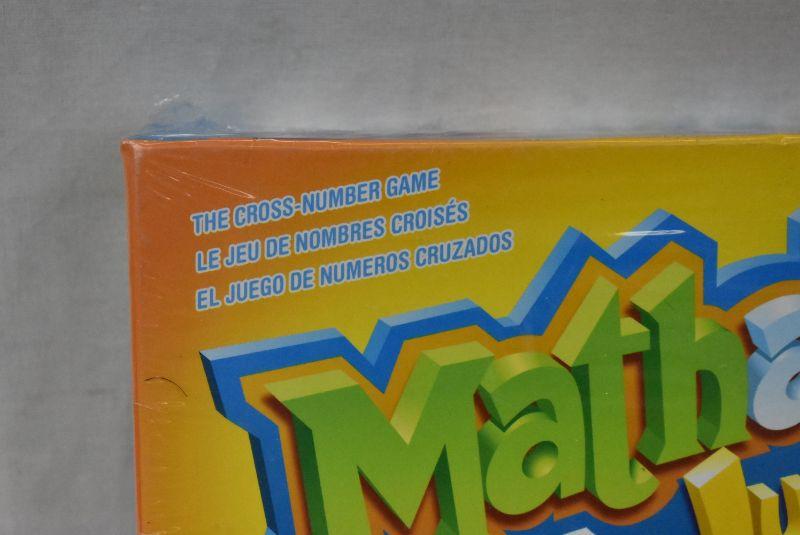 THE CROSS-NUMBER GAME
LE JEU DE NOMBRES CROISÉS
EL JUEGO DE NUMEROS CRUZADOS
Math